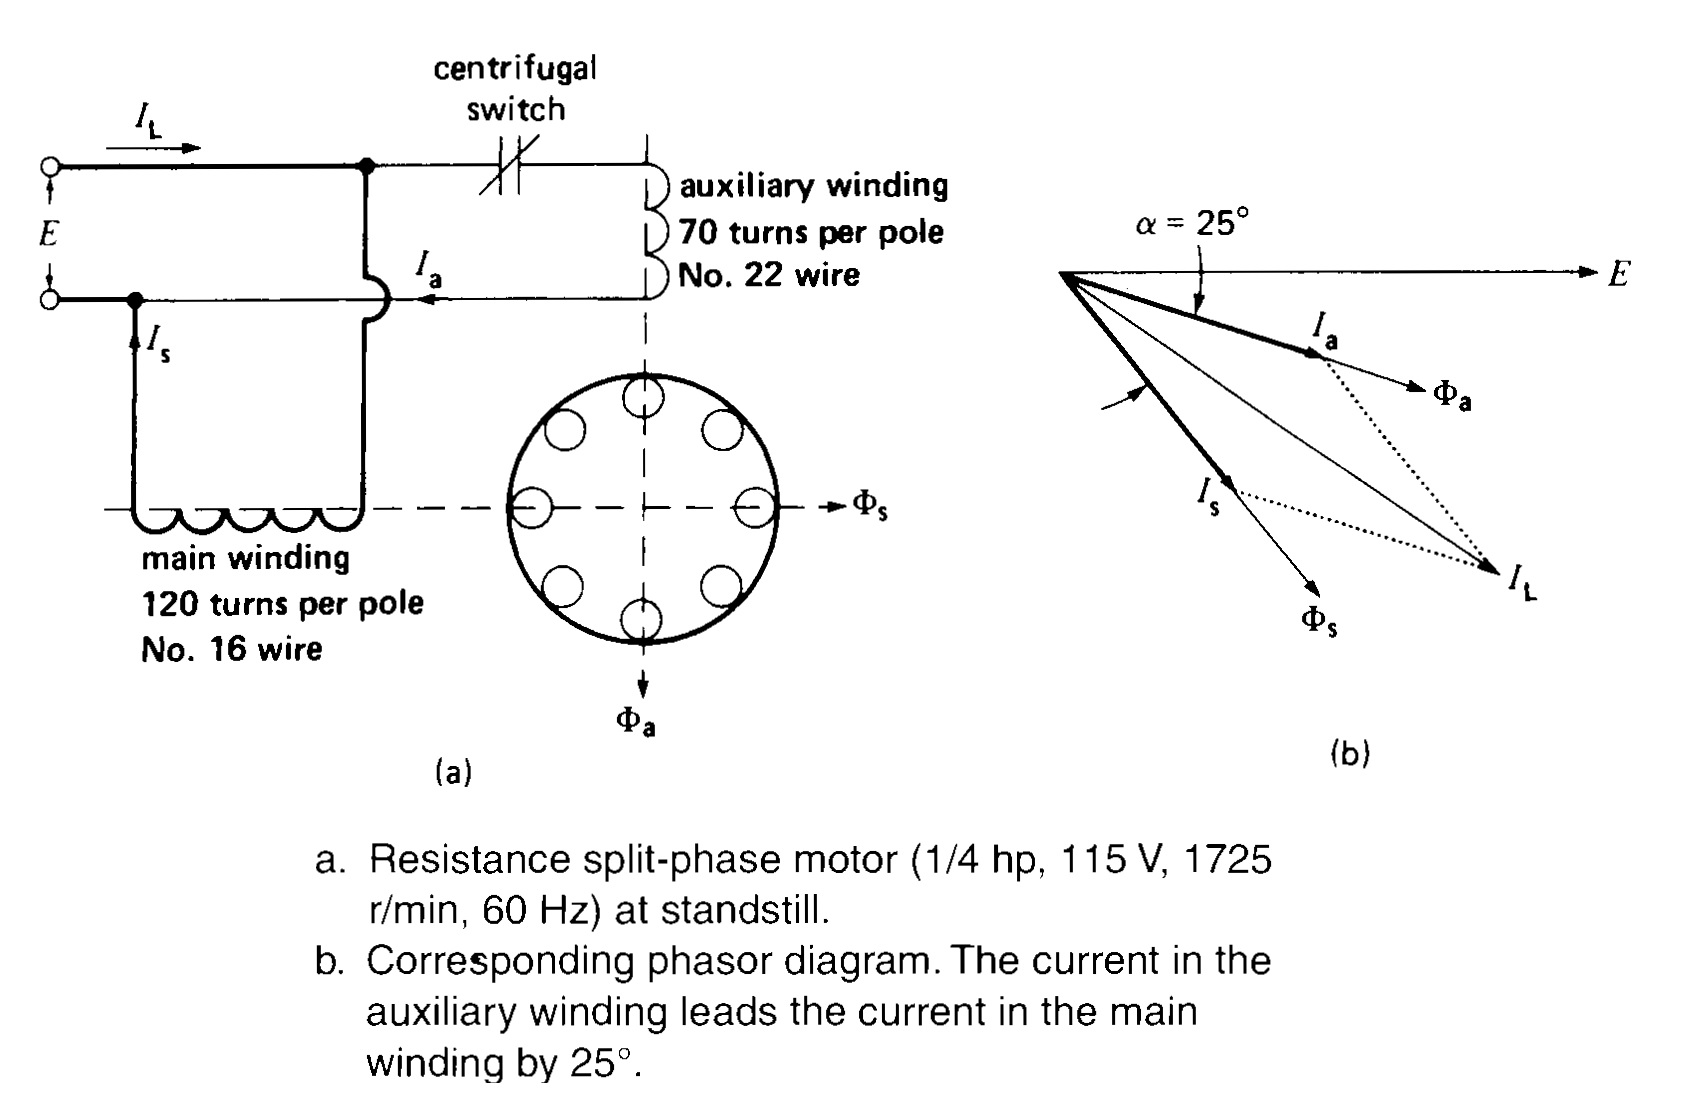 centrifugal
switch
I_L
E
I_a
I_s
auxiliary winding
70 turns per pole
No. 22 wire
main winding
120 turns per pole
No. 16 wire
Φ_s
Φ_a
(a)
α = 25°
E
I_a
Φ_a
I_s
I_L
Φ_s
(b)
a. Resistance split-phase motor (1/4 hp, 115 V, 1725
r/min, 60 Hz) at standstill.
b. Corresponding phasor diagram. The current in the
auxiliary winding leads the current in the main
winding by 25°.